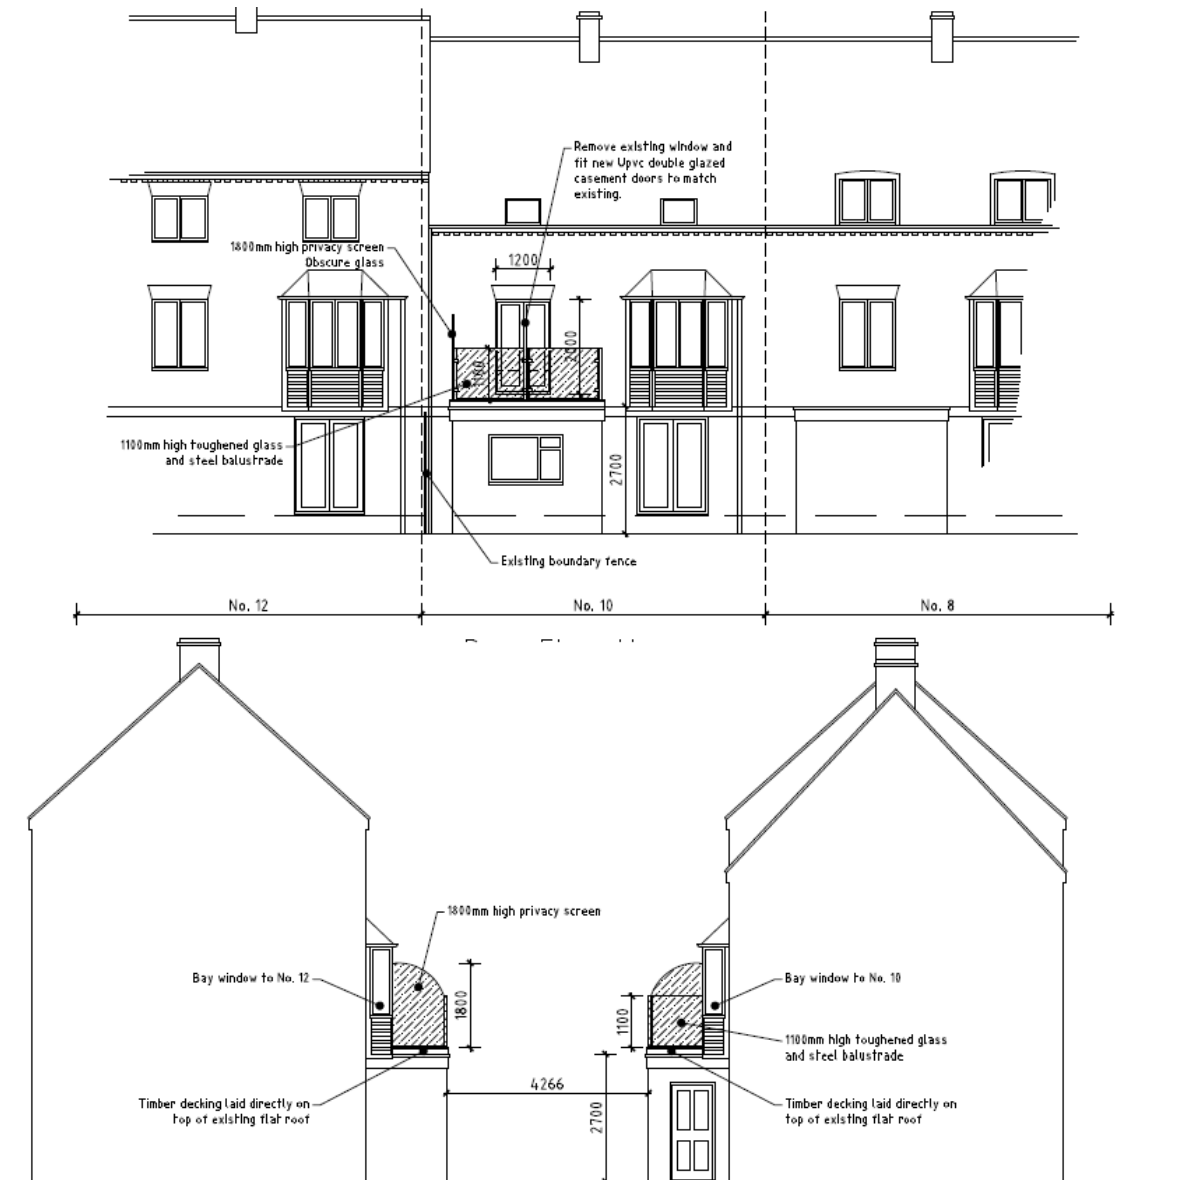 Remove existing window and
fit new Upvc double glazed
casement doors to match
existing.
1800mm high privacy screen
Obscure glass
1200
2000
1100mm high toughened glass
and steel balustrade
2700
Existing boundary fence
No. 12
No. 10
No. 8
1800mm high privacy screen
Bay window to No. 12
1800
Bay window to No. 10
1100
1100mm high toughened glass
and steel balustrade
4266
Timber decking laid directly on
top of existing flat roof
2700
Timber decking laid directly on
top of existing flat roof